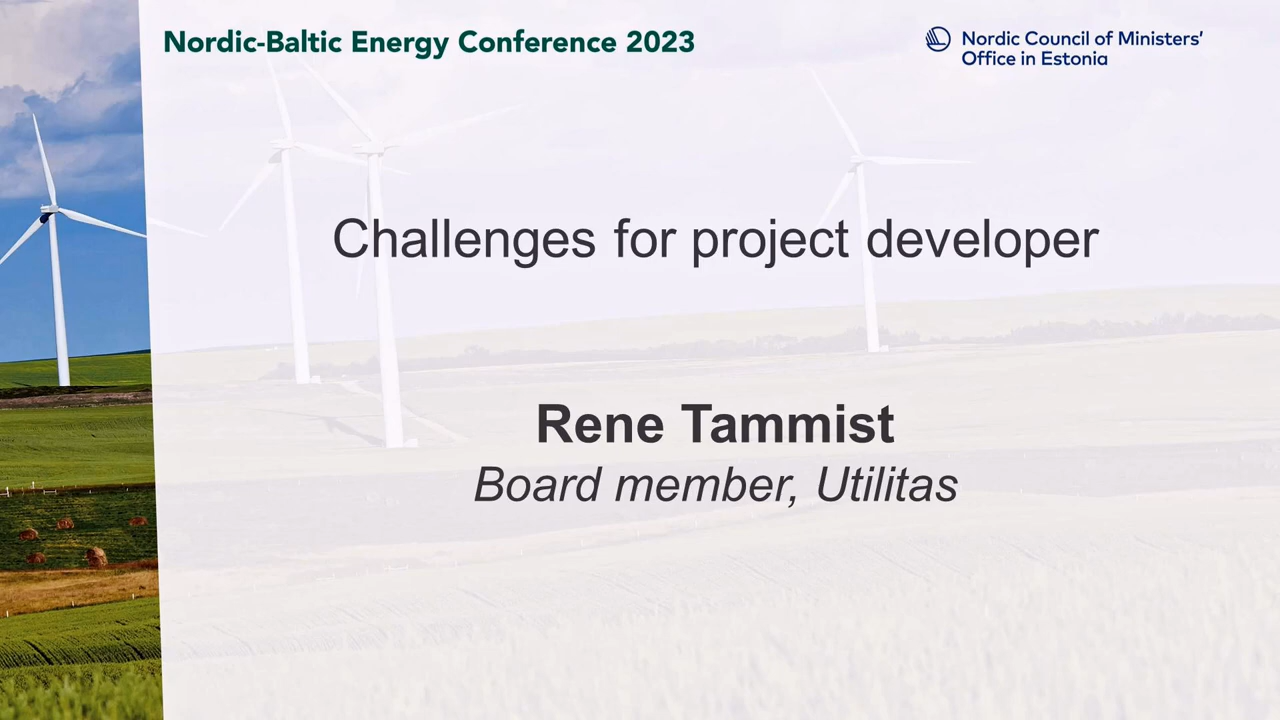 Nordic-Baltic Energy Conference 2023
Nordic Council of Ministers’
Office in Estonia
Challenges for project developer
Rene Tammist
Board member, Utilitas